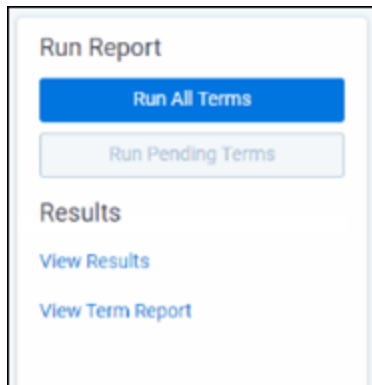 Run Report
Run All Terms
Run Pending Terms
Results
View Results
View Term Report